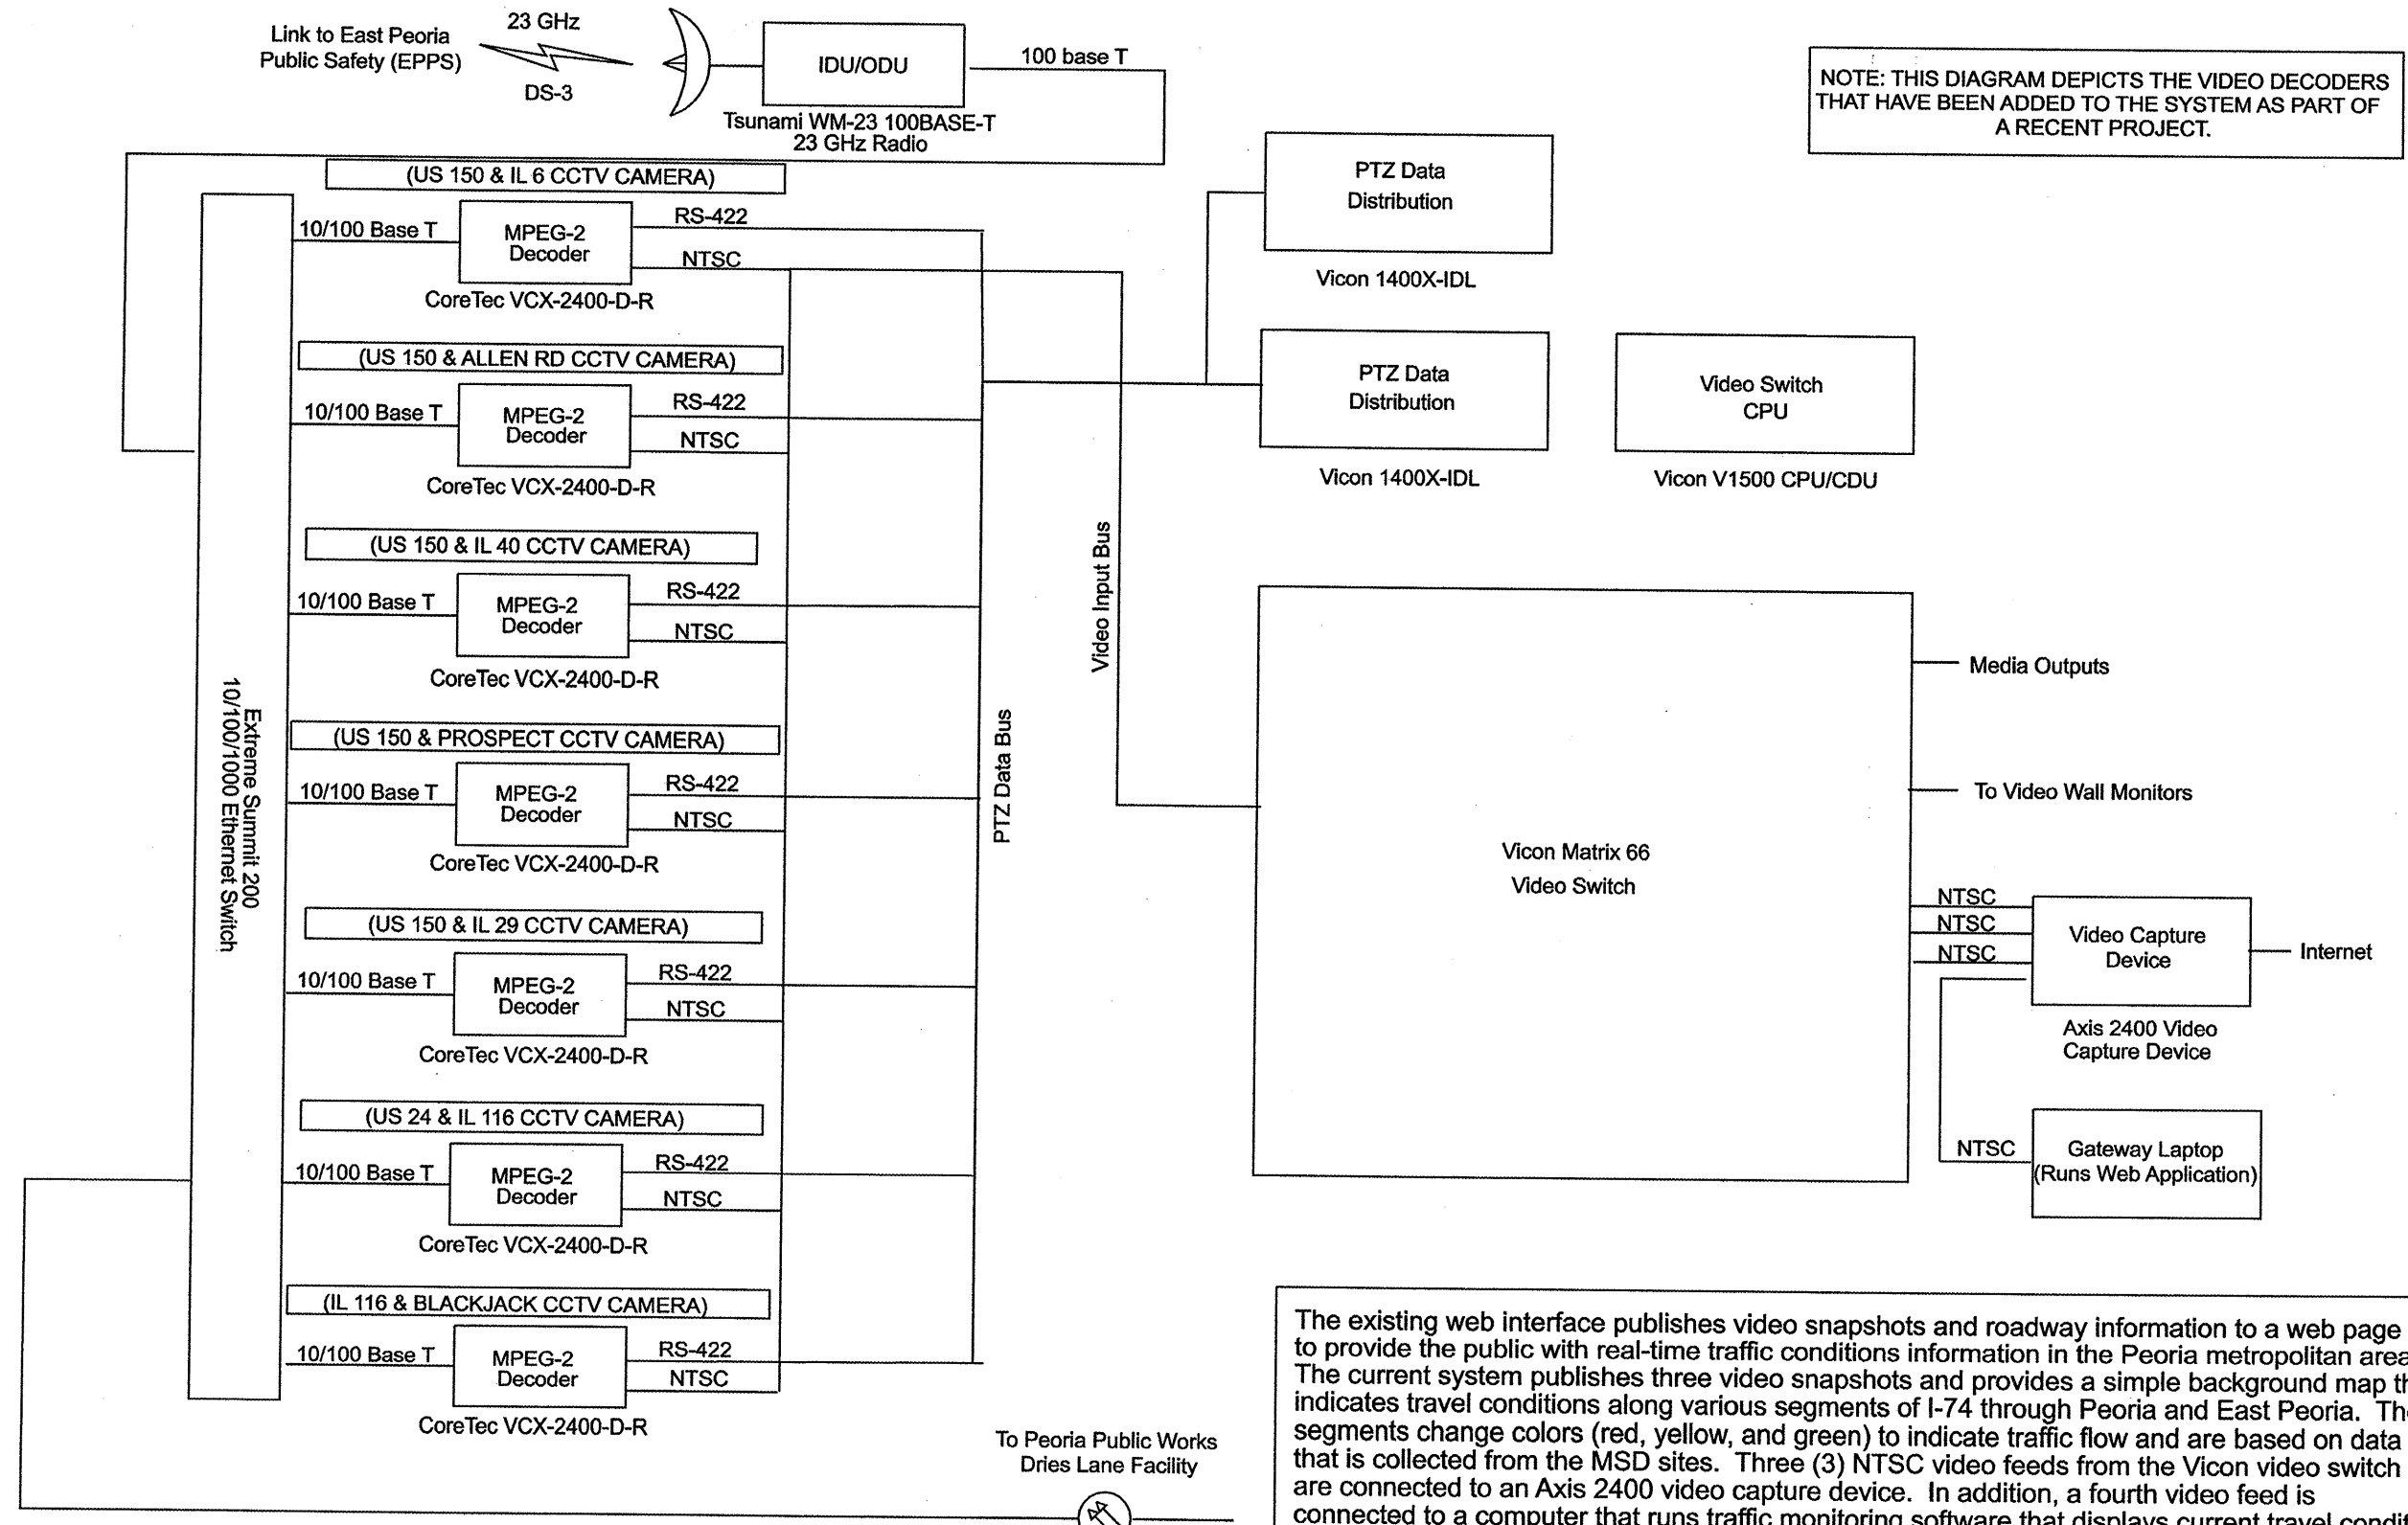 Link to East Peoria
Public Safety (EPPS)
23 GHz
DS-3
IDU/ODU
100 base T
Tsunami WM-23 100BASE-T
23 GHz Radio
NOTE: THIS DIAGRAM DEPICTS THE VIDEO DECODERS
THAT HAVE BEEN ADDED TO THE SYSTEM AS PART OF
A RECENT PROJECT.
(US 150 & IL 6 CCTV CAMERA)
10/100 Base T
MPEG-2
Decoder
RS-422
NTSC
CoreTec VCX-2400-D-R
(US 150 & ALLEN RD CCTV CAMERA)
10/100 Base T
MPEG-2
Decoder
RS-422
NTSC
CoreTec VCX-2400-D-R
(US 150 & IL 40 CCTV CAMERA)
10/100 Base T
MPEG-2
Decoder
RS-422
NTSC
CoreTec VCX-2400-D-R
(US 150 & PROSPECT CCTV CAMERA)
10/100 Base T
MPEG-2
Decoder
RS-422
NTSC
CoreTec VCX-2400-D-R
(US 150 & IL 29 CCTV CAMERA)
10/100 Base T
MPEG-2
Decoder
RS-422
NTSC
CoreTec VCX-2400-D-R
(US 24 & IL 116 CCTV CAMERA)
10/100 Base T
MPEG-2
Decoder
RS-422
NTSC
CoreTec VCX-2400-D-R
(IL 116 & BLACKJACK CCTV CAMERA)
10/100 Base T
MPEG-2
Decoder
RS-422
NTSC
CoreTec VCX-2400-D-R
Extreme Summit 200
10/100/1000 Ethernet Switch
PTZ Data Bus
Video Input Bus
PTZ Data
Distribution
Vicon 1400X-IDL
PTZ Data
Distribution
Vicon 1400X-IDL
Video Switch
CPU
Vicon V1500 CPU/CDU
Vicon Matrix 66
Video Switch
Media Outputs
To Video Wall Monitors
NTSC
NTSC
NTSC
Video Capture
Device
Internet
Axis 2400 Video
Capture Device
NTSC
Gateway Laptop
(Runs Web Application)
To Peoria Public Works
Dries Lane Facility
The existing web interface publishes video snapshots and roadway information to a web page
to provide the public with real-time traffic conditions information in the Peoria metropolitan area
The current system publishes three video snapshots and provides a simple background map
indicates travel conditions along various segments of I-74 through Peoria and East Peoria.
segments change colors (red, yellow, and green) to indicate traffic flow and are based on data
that is collected from the MSD sites. Three (3) NTSC video feeds from the Vicon video switch
are connected to an Axis 2400 video capture device. In addition, a fourth video feed is
connected to a computer that runs traffic monitoring software that displays current travel